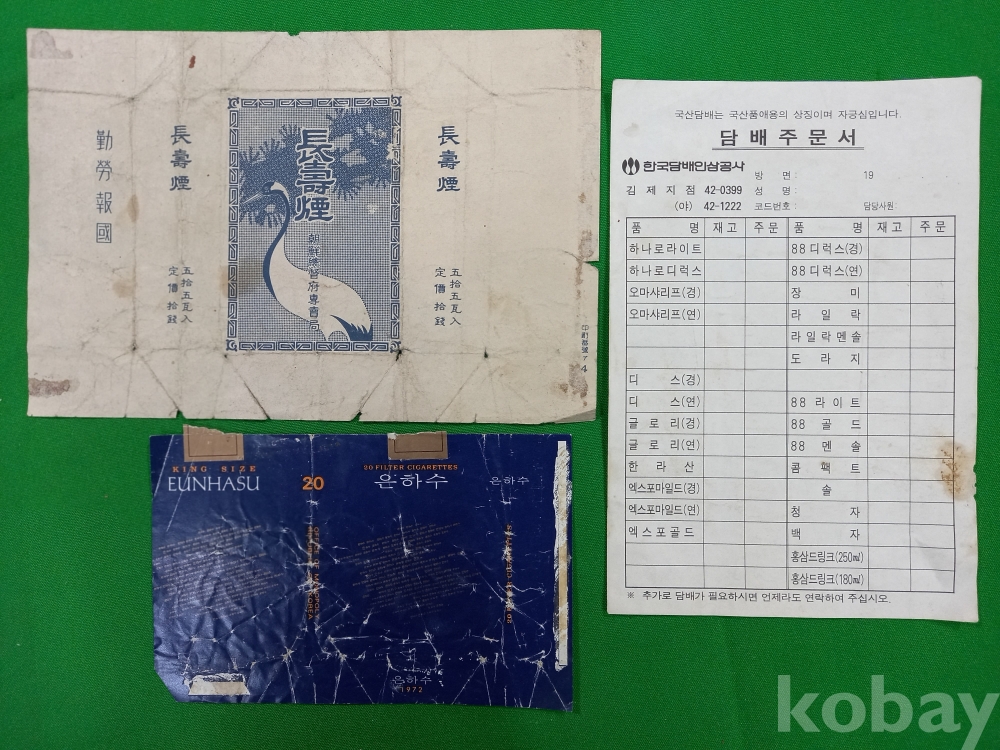 勤勞報國
長壽煙
五拾五瓦入
定價拾錢
長壽煙
朝鮮總督府專賣局
長壽煙
五拾五瓦入
定價拾錢
4
KING SIZE
EUNHASU
20
OFFICE OF MONOPOLY
20 FILTER CIGARETTES
은하수
은하수
은하수
1972
국산담배는 국산품애용의 상징이며 자긍심입니다.
담배주문서
한국담배인삼공사
방 면 : 19
김제지점 42-0399 성 명 :
(야) 42-1222 코드번호 : 담당사원:
품 명 재고 주문 품 명 재고 주문
하나로라이트 88 디럭스(경)
하나로디럭스 88 디럭스(연)
오마샤리프(경) 장 미
오마샤리프(연) 라 일 락
라일락멘솔
도 라 지
디 스(경)
디 스(연) 88 라이트
글 로 리(경) 88 골 드
글 로 리(연) 88 멘 솔
한 라 산 콤 팩 트
엑스포마일드(경) 솔
엑스포마일드(연) 청 자
엑스포골드 백 자
홍삼드링크(250㎖)
홍삼드링크(180㎖)
※ 추가로 담배가 필요하시면 언제라도 연락하여 주십시오.
kobay